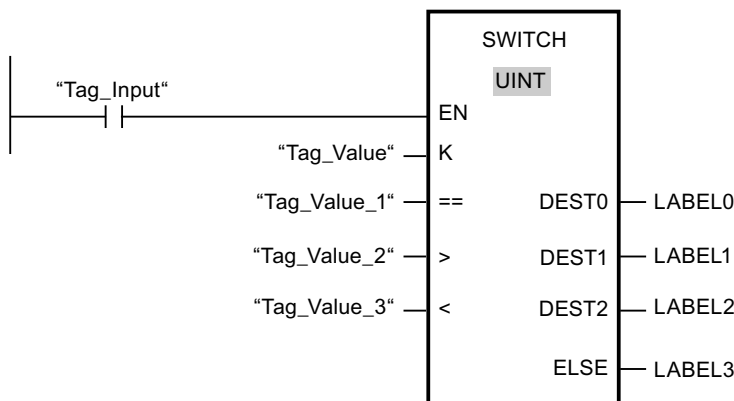 SWITCH
UINT
“Tag_Input“
EN
“Tag_Value“ K
“Tag_Value_1“ == DEST0 LABEL0
“Tag_Value_2“ > DEST1 LABEL1
“Tag_Value_3“ < DEST2 LABEL2
ELSE LABEL3